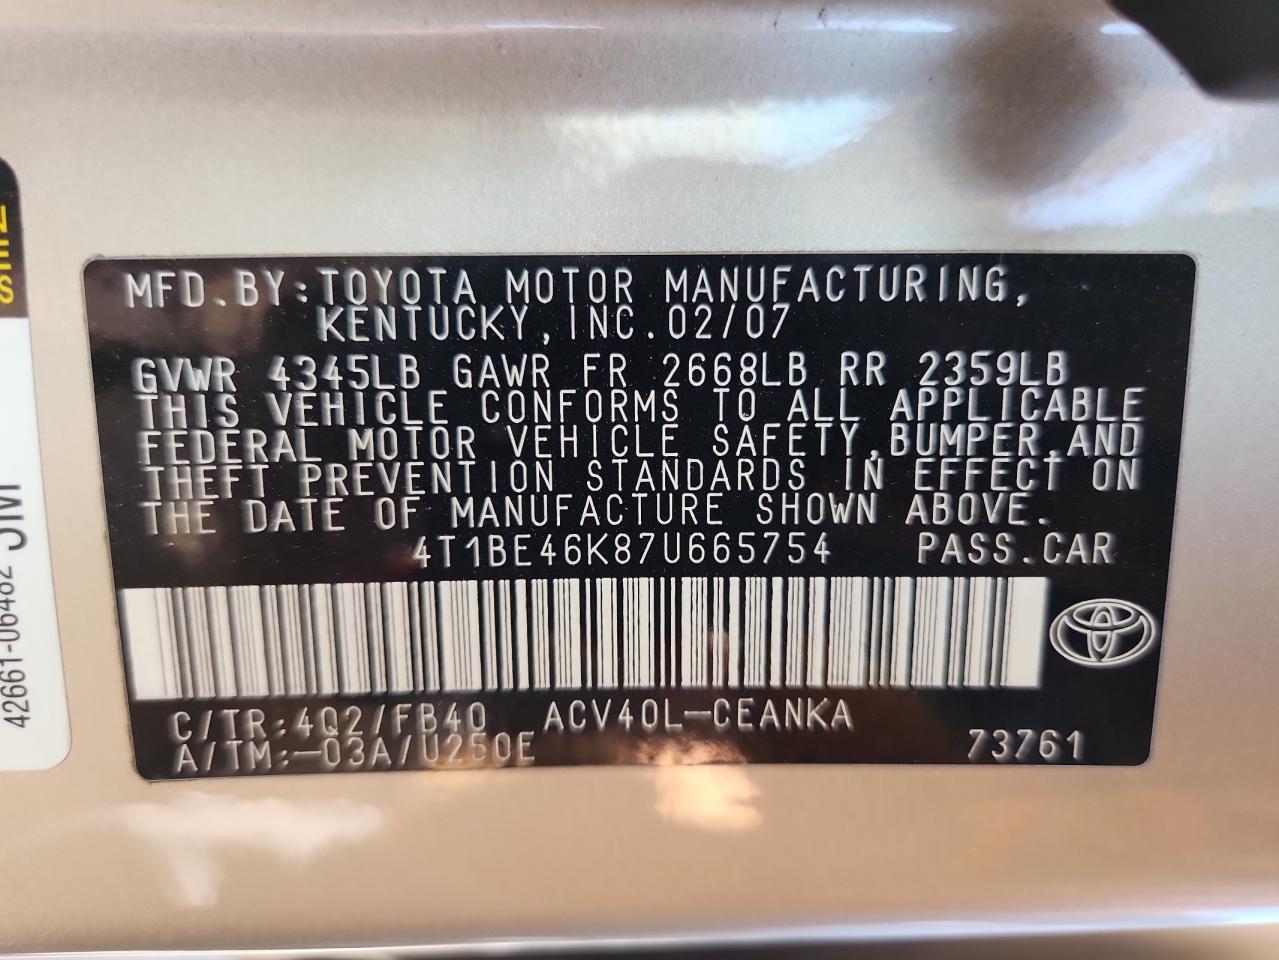 MFD.BY:TOYOTA MOTOR MANUFACTURING,
KENTUCKY,INC.02/07
GVWR 4345LB GAWR FR 2668LB RR 2359LB
THIS VEHICLE CONFORMS TO ALL APPLICABLE
FEDERAL MOTOR VEHICLE SAFETY,BUMPER,AND
THEFT PREVENTION STANDARDS IN EFFECT ON
THE DATE OF MANUFACTURE SHOWN ABOVE.
4T1BE46K87U665754 PASS.CAR
C/TR:4Q2/FB40 ACV40L-CEANKA
A/TM:-03A/U250E 73761
42661-06482